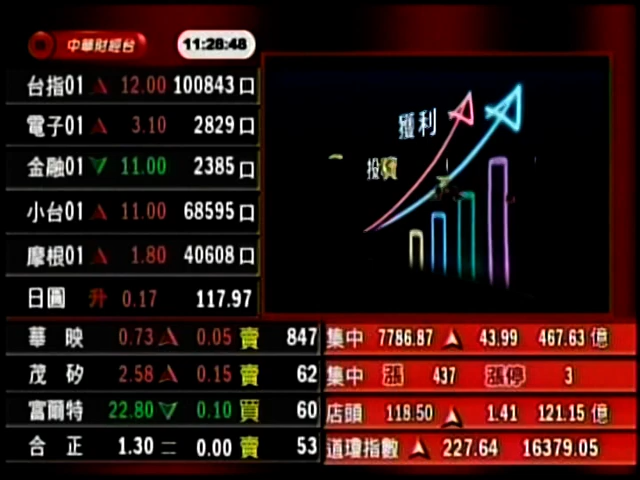 中華財經台 11:28:48
台指01 12.00 100843口
電子01 3.10 2829口
金融01 11.00 2385口
小台01 11.00 68595口
摩根01 1.80 40608口
日圓 升 0.17 117.97
獲利
投資
華映 0.73 0.05 賣 847
茂矽 2.58 0.15 賣 62
富爾特 22.80 0.10 買 60
合正 1.30 二 0.00 賣 53
集中 7786.87 43.99 467.63億
集中 漲 437 漲停 3
店頭 118.50 1.41 121.15億
道瓊指數 227.64 16379.05